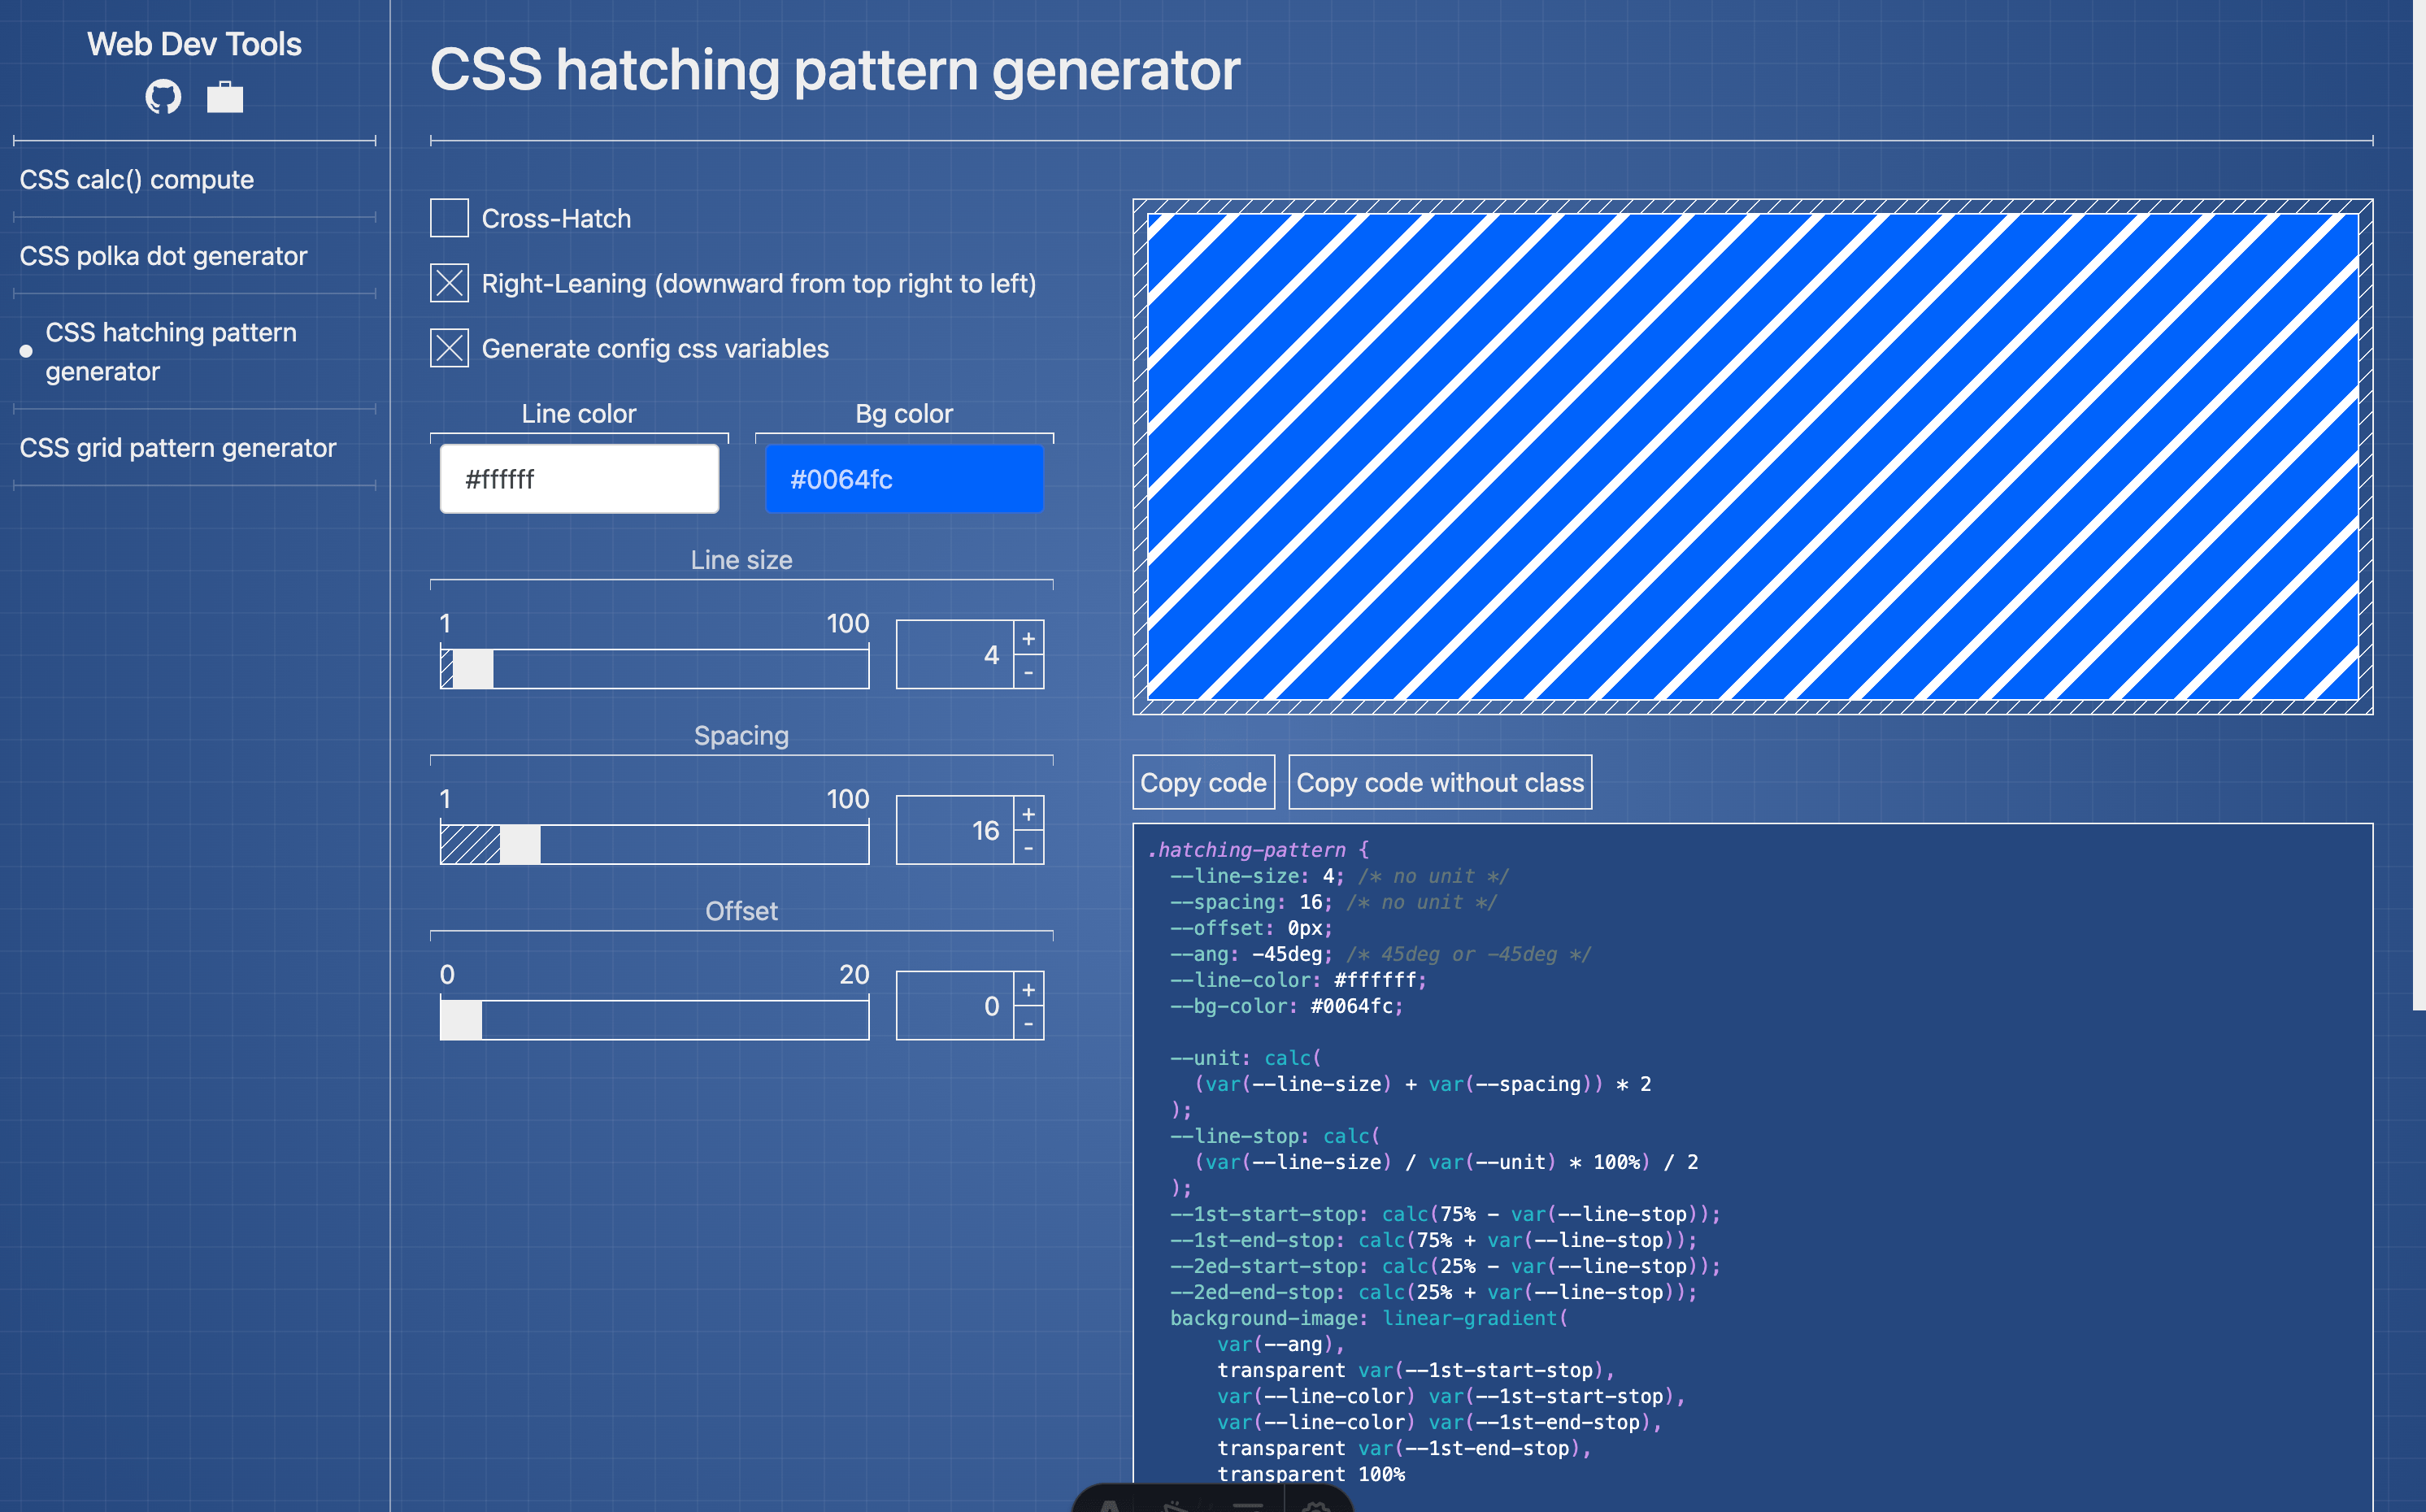 Web Dev Tools
CSS calc() compute
CSS polka dot generator
CSS hatching pattern
generator
CSS grid pattern generator
CSS hatching pattern generator
Cross-Hatch
Right-Leaning (downward from top right to left)
Generate config css variables
Line color
Bg color
#ffffff
#0064fc
Line size
1
100
4
+
-
Spacing
1
100
16
+
-
Offset
0
20
0
+
-
Copy code
Copy code without class
.hatching-pattern {
--line-size: 4; /* no unit */
--spacing: 16; /* no unit */
--offset: 0px;
--ang: -45deg; /* 45deg or -45deg */
--line-color: #ffffff;
--bg-color: #0064fc;
--unit: calc(
(var(--line-size) + var(--spacing)) * 2
);
--line-stop: calc(
(var(--line-size) / var(--unit) * 100%) / 2
);
--1st-start-stop: calc(75% - var(--line-stop));
--1st-end-stop: calc(75% + var(--line-stop));
--2ed-start-stop: calc(25% - var(--line-stop));
--2ed-end-stop: calc(25% + var(--line-stop));
background-image: linear-gradient(
var(--ang),
transparent var(--1st-start-stop),
var(--line-color) var(--1st-start-stop),
var(--line-color) var(--1st-end-stop),
transparent var(--1st-end-stop),
transparent 100%